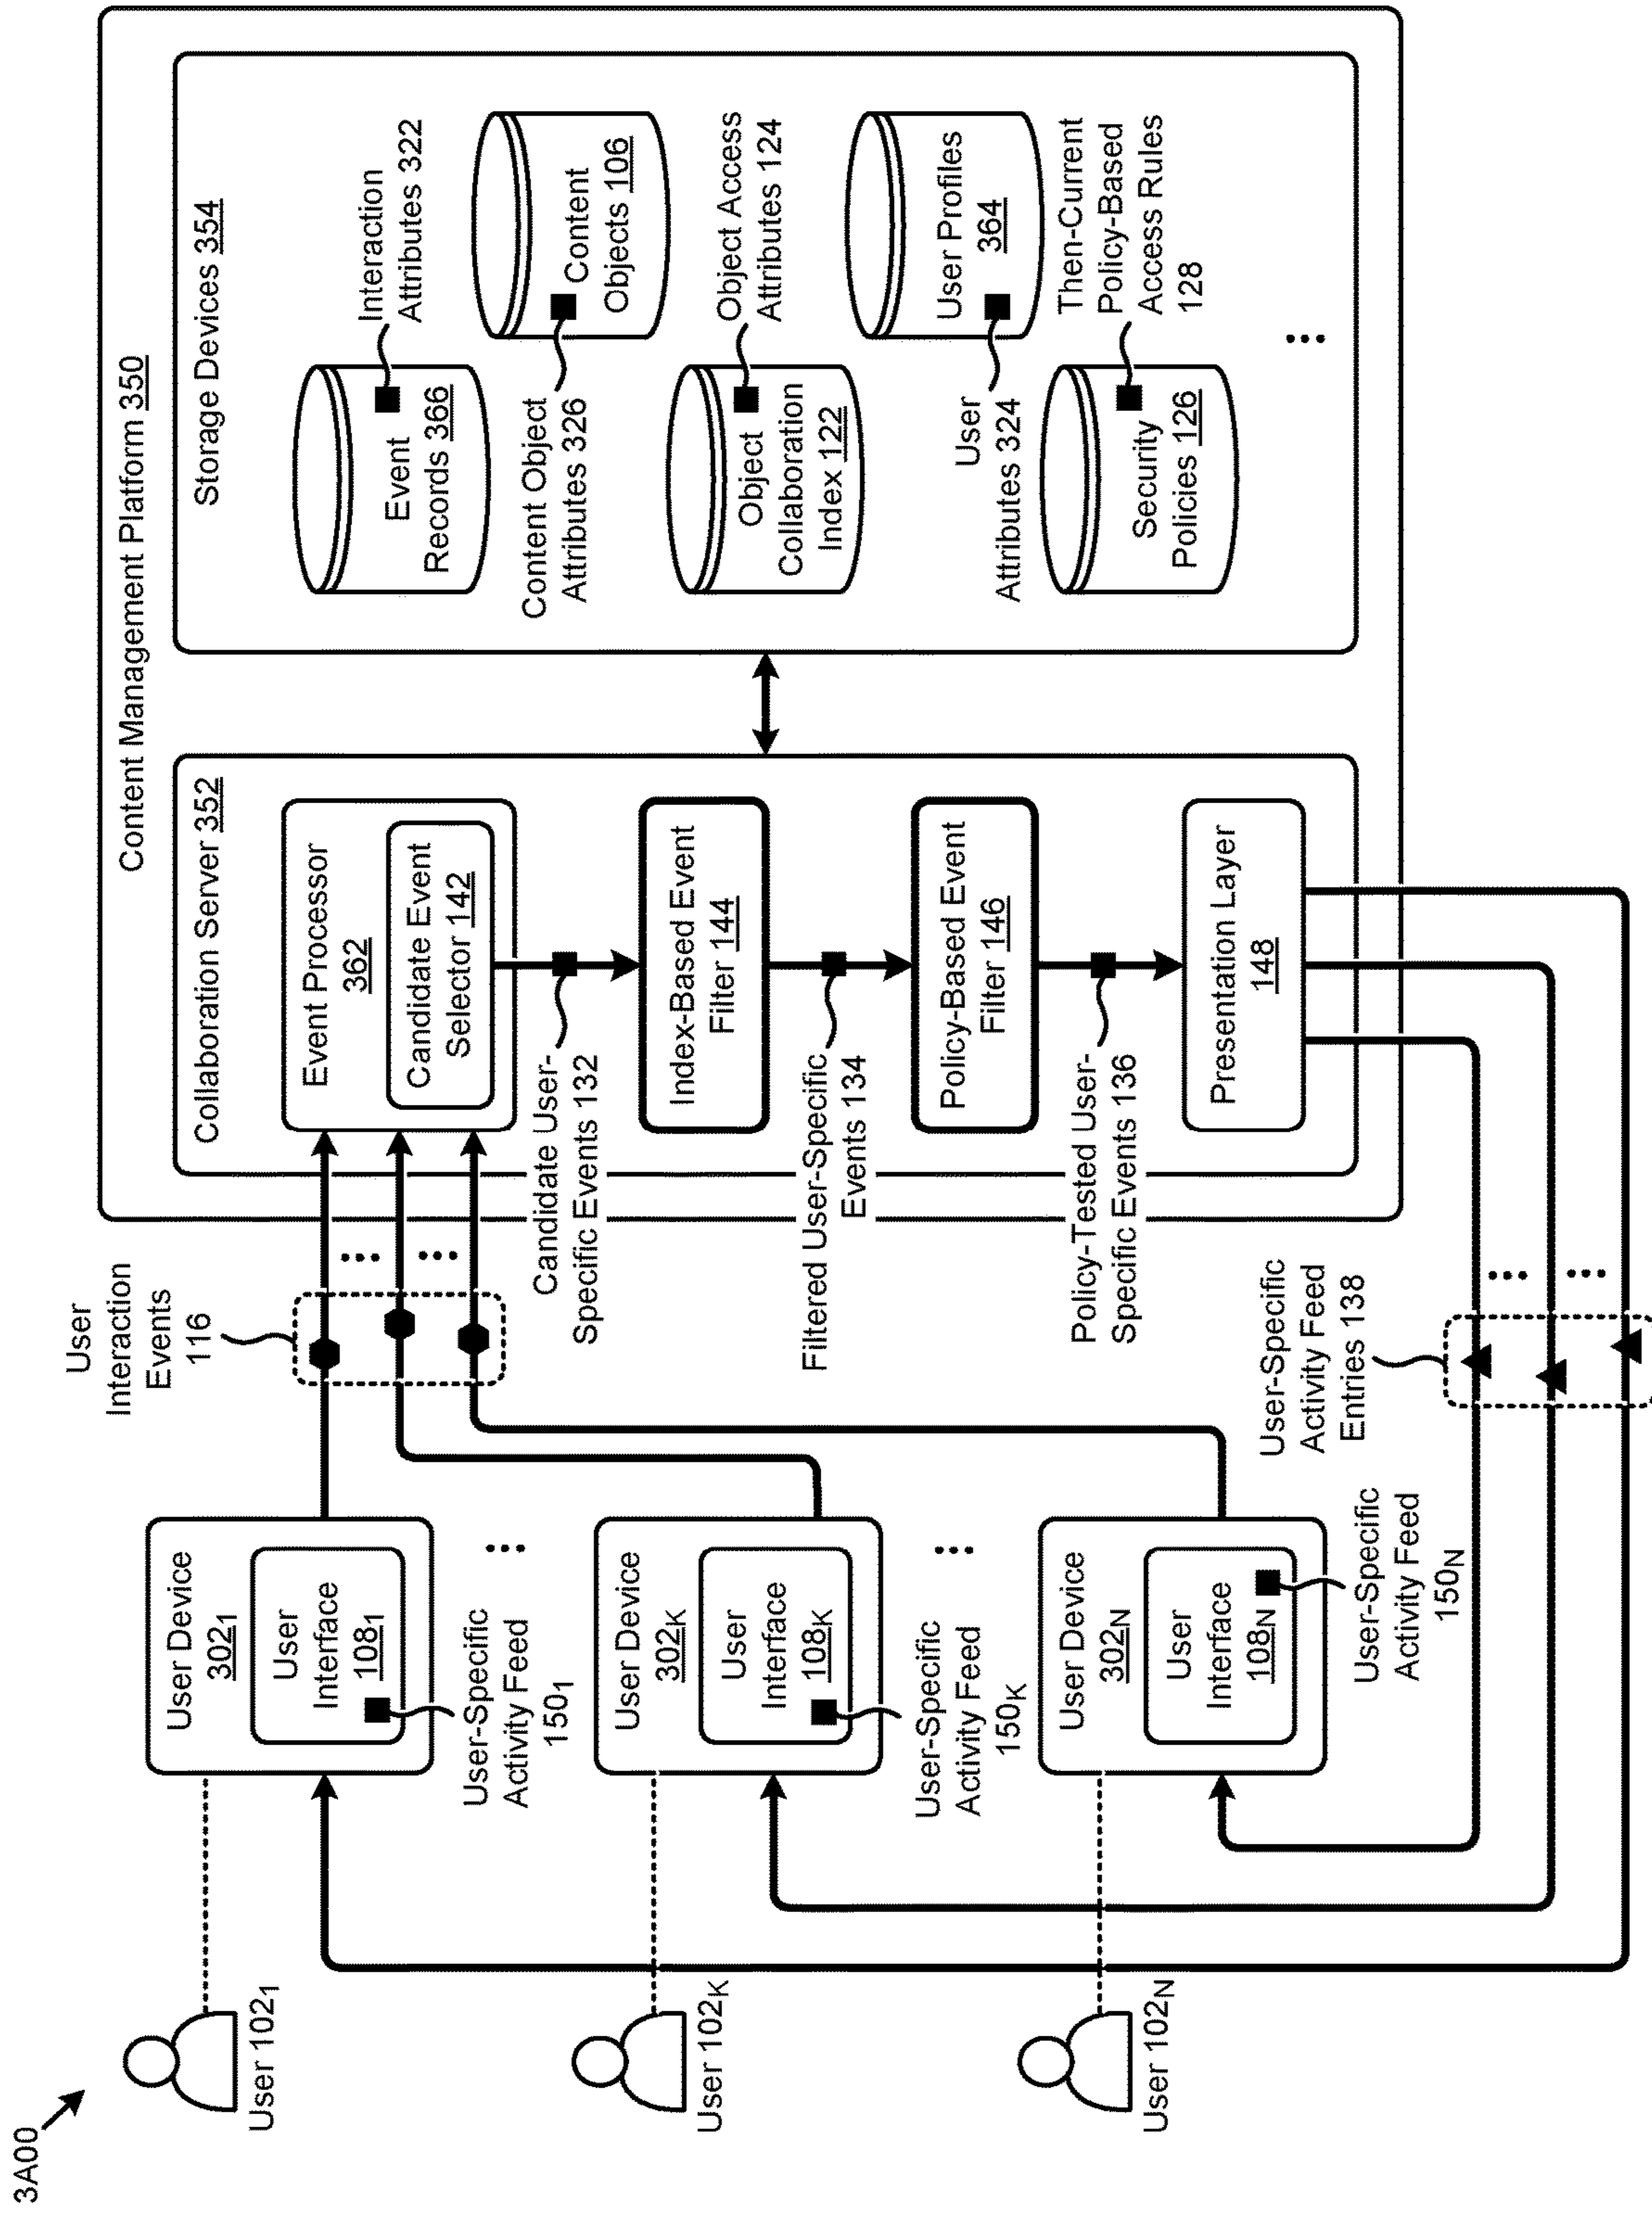 3A00
Content Management Platform 350
Collaboration Server 352
Storage Devices 354
User 102₁
User Device
302₁
User
Interface
108₁
User-Specific
Activity Feed
150₁
...
User 102K
User Device
302K
User
Interface
108K
User-Specific
Activity Feed
150K
...
User 102N
User Device
302N
User
Interface
108N
User-Specific
Activity Feed
150N
User
Interaction
Events
116
...
...
Event Processor
362
Candidate Event
Selector 142
Candidate User-
Specific Events 132
Index-Based Event
Filter 144
Filtered User-Specific
Events 134
Policy-Based Event
Filter 146
Policy-Tested User-
Specific Events 136
Presentation Layer
148
User-Specific
Activity Feed
Entries 138
...
...
Event
Records 366
Interaction
Attributes 322
Content Object
Attributes 326
Content
Objects 106
Object
Collaboration
Index 122
Object Access
Attributes 124
User
Attributes 324
User Profiles
364
Security
Policies 126
Then-Current
Policy-Based
Access Rules
128
...